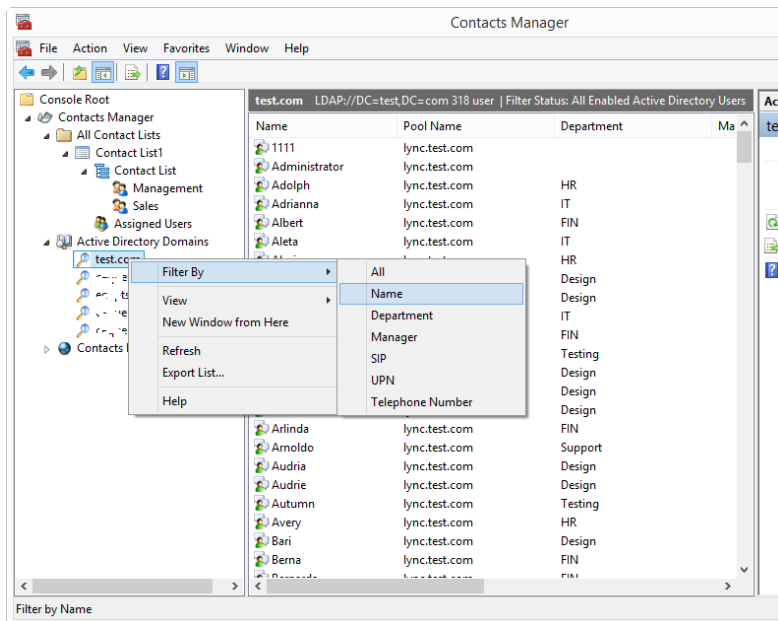 Contacts Manager
File Action View Favorites Window Help
Console Root
Contacts Manager
All Contact Lists
Contact List1
Contact List
Management
Sales
Assigned Users
Active Directory Domains
test.com
Contacts
test.com LDAP://DC=test,DC=com 318 user | Filter Status: All Enabled Active Directory Users
Name Pool Name Department Ma
1111 lync.test.com
Administrator lync.test.com
Adolph lync.test.com HR
Adrianna lync.test.com IT
Albert lync.test.com FIN
Aleta lync.test.com IT
HR
Design
Design
IT
FIN
Testing
Design
Design
Design
Arlinda lync.test.com FIN
Arnoldo lync.test.com Support
Audria lync.test.com Design
Audrie lync.test.com Design
Autumn lync.test.com Testing
Avery lync.test.com HR
Bari lync.test.com Design
Berna lync.test.com FIN
Filter By
View
New Window from Here
Refresh
Export List...
Help
All
Name
Department
Manager
SIP
UPN
Telephone Number
Ac
te
Filter by Name